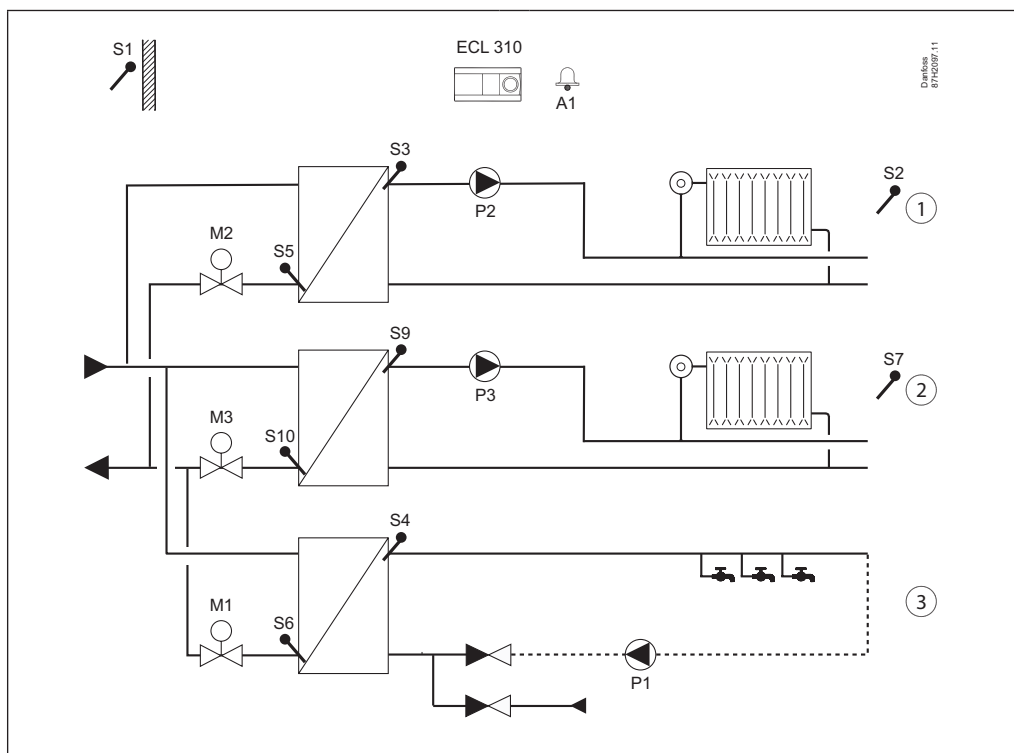 S1
ECL 310
A1
Danfoss
87H2097.11
S3
P2
S2
1
M2
S5
S9
P3
S7
2
M3
S10
S4
M1
S6
3
P1